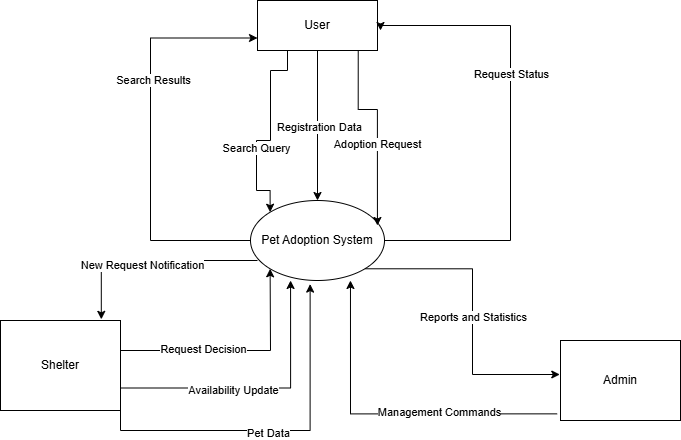 User
Search Results
Request Status
Registration Data
Adoption Request
Search Query
Pet Adoption System
New Request Notification
Reports and Statistics
Request Decision
Shelter
Admin
Availability Update
Management Commands
Pet Data